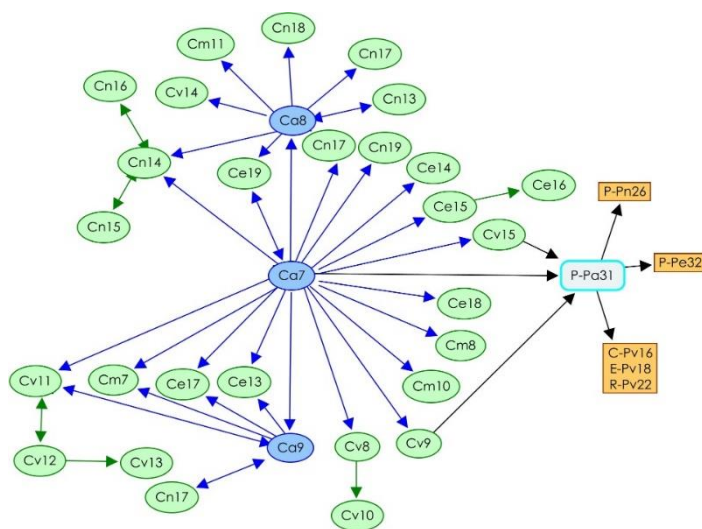 Cn18
Cm11
Cn17
Cn16
Cv14
Cn13
Ca8
Cn17
Cn19
Cn14
Ce14
Ce19
Ce16
Ce15
P-Pn26
Cn15
Cv15
P-Pe32
Ca7
P-Pa31
Ce18
Cm8
C-Pv16
E-Pv18
R-Pv22
Cv11
Cm7
Ce17
Ce13
Cm10
Cv8
Cv9
Ca9
Cv12
Cv13
Cn17
Cv10